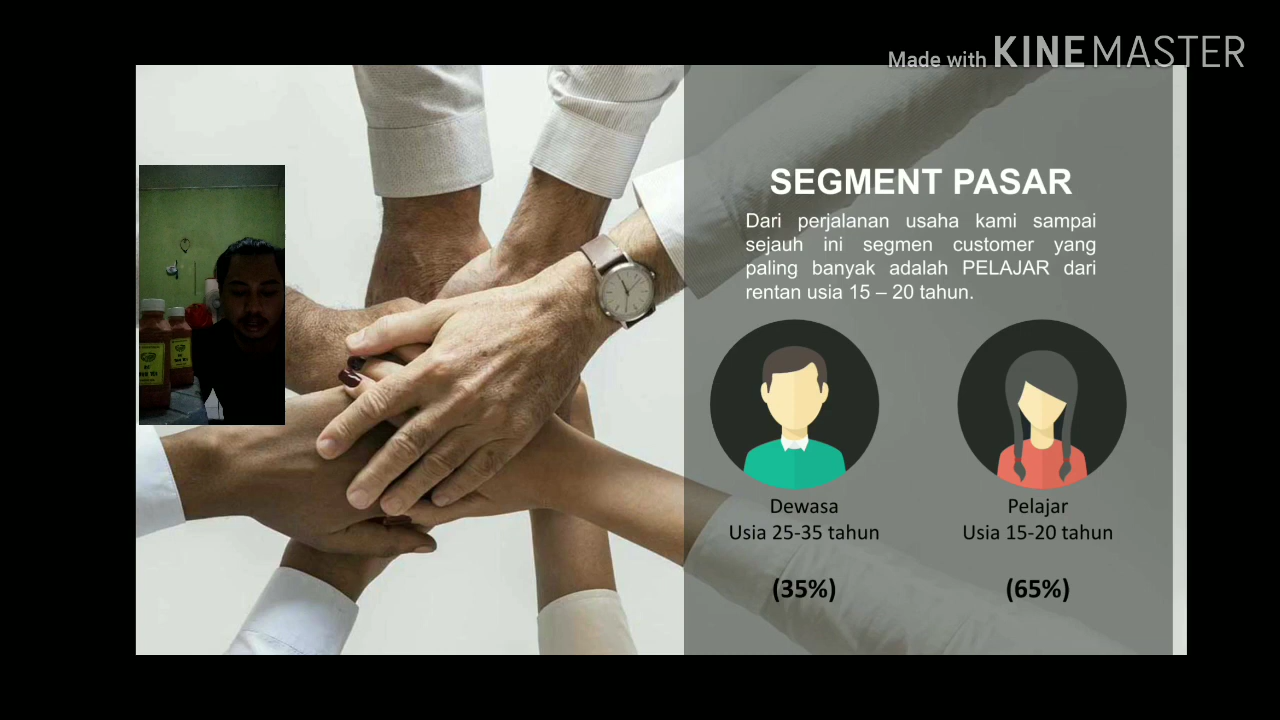 Made with KINEMASTER
SEGMENT PASAR
Dari perjalanan usaha kami sampai
sejauh ini segmen customer yang
paling banyak adalah PELAJAR dari
rentan usia 15 – 20 tahun.
Dewasa
Usia 25-35 tahun
(35%)
Pelajar
Usia 15-20 tahun
(65%)